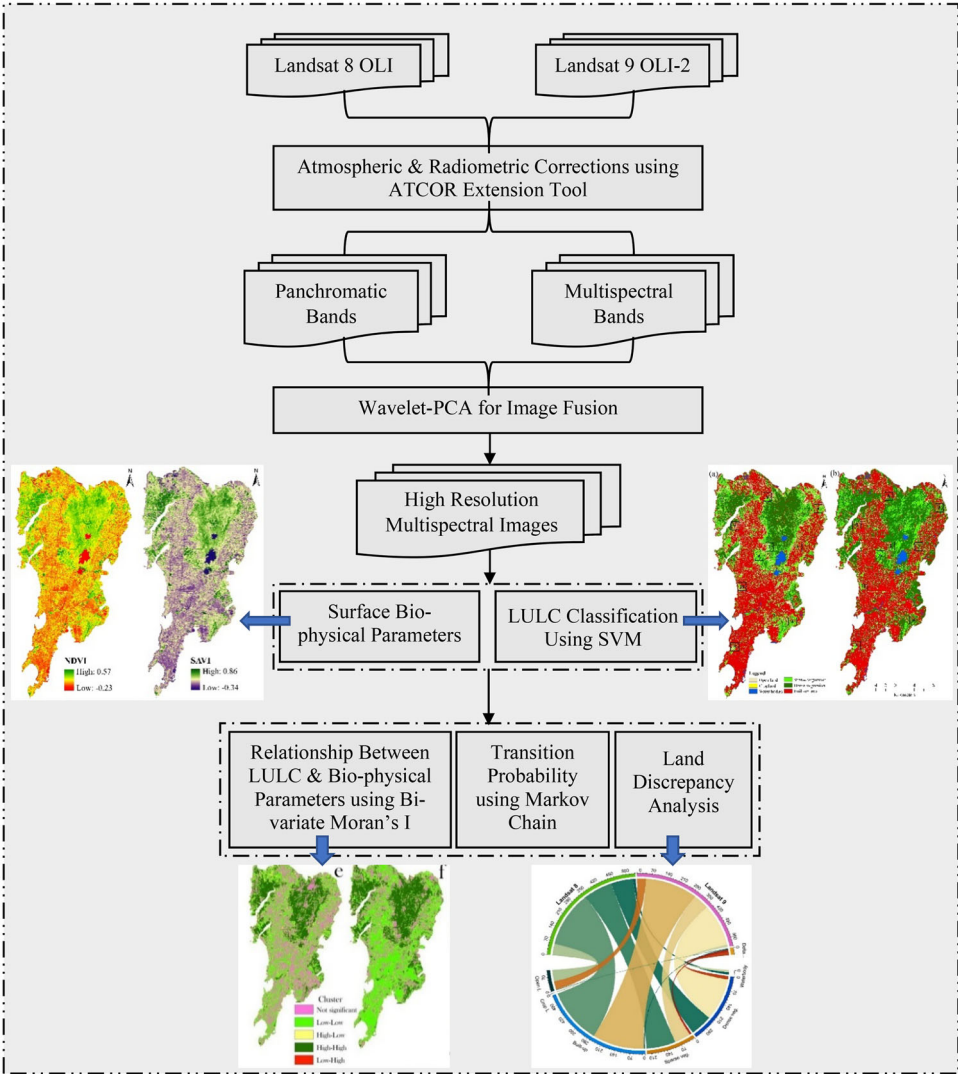 Landsat 8 OLI
Landsat 9 OLI-2
Atmospheric & Radiometric Corrections using
ATCOR Extension Tool
Panchromatic
Bands
Multispectral
Bands
Wavelet-PCA for Image Fusion
High Resolution
Multispectral Images
N
NDVI
High: 0.57
Low: -0.23
N
SAVI
High: 0.86
Low: -0.34
Surface Bio-
physical Parameters
LULC Classification
Using SVM
(a)
(b)
Legend
Relationship Between
LULC & Bio-physical
Parameters using Bi-
variate Moran's I
Transition
Probability
using Markov
Chain
Land
Discrepancy
Analysis
e
f
Cluster
Not significant
Low-Low
High-Low
High-High
Low-High
Landsat 8
Landsat 9
Built-up